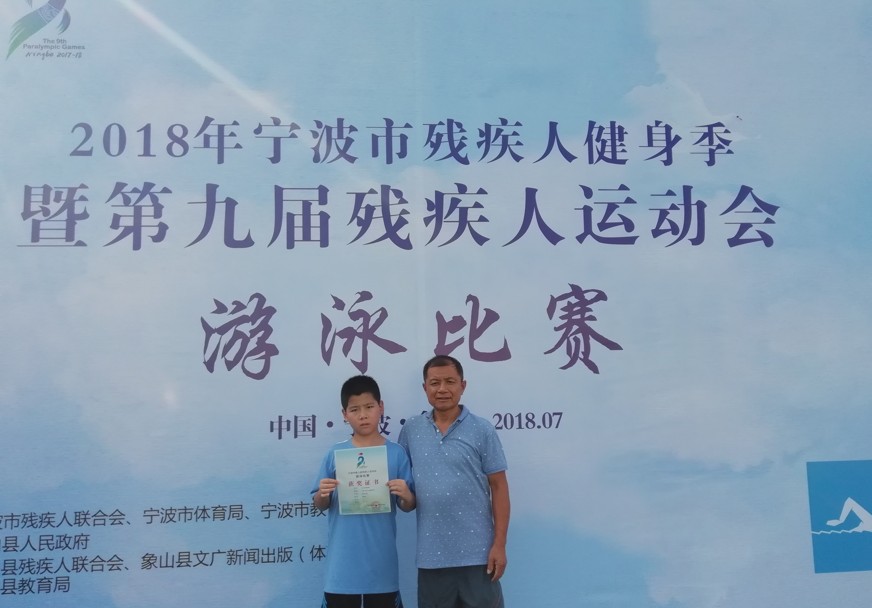 The 9th
Paralympic Games
Ningbo 2017-18
2018年宁波市残疾人健身季
暨第九届残疾人运动会
游泳比赛
中国·波·2018.07
获奖证书
市残疾人联合会、宁波市体育局、宁波市教
县人民政府
县残疾人联合会、象山县文广新闻出版(体
县教育局